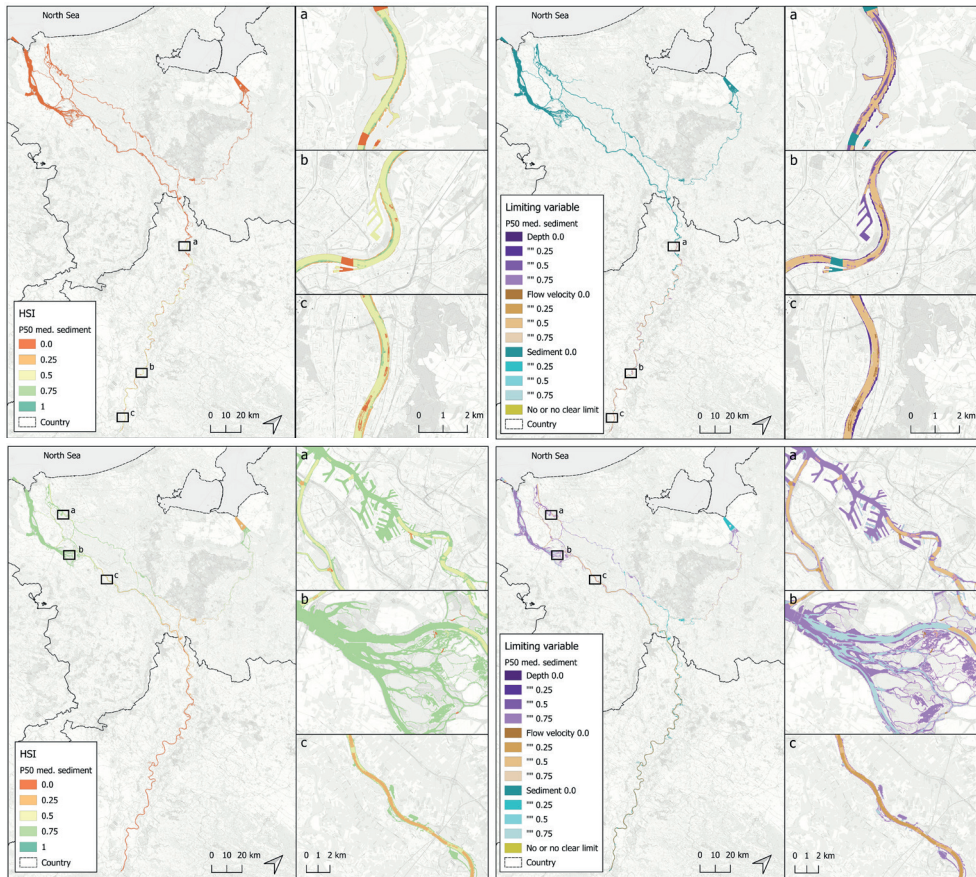 North Sea
a
b
c
HSI
P50 med. sediment
0.0
0.25
0.5
0.75
1
Country
0 10 20 km
a
b
c
0 1 2 km
North Sea
a
b
c
Limiting variable
P50 med. sediment
Depth 0.0
"" 0.25
"" 0.5
"" 0.75
Flow velocity 0.0
"" 0.25
"" 0.5
"" 0.75
Sediment 0.0
"" 0.25
"" 0.5
"" 0.75
No or no clear limit
Country
0 10 20 km
a
b
c
0 1 2 km
North Sea
a
b
c
HSI
P50 med. sediment
0.0
0.25
0.5
0.75
1
Country
0 10 20 km
a
b
c
0 1 2 km
North Sea
a
b
c
Limiting variable
P50 med. sediment
Depth 0.0
"" 0.25
"" 0.5
"" 0.75
Flow velocity 0.0
"" 0.25
"" 0.5
"" 0.75
Sediment 0.0
"" 0.25
"" 0.5
"" 0.75
No or no clear limit
Country
0 10 20 km
a
b
c
0 1 2 km